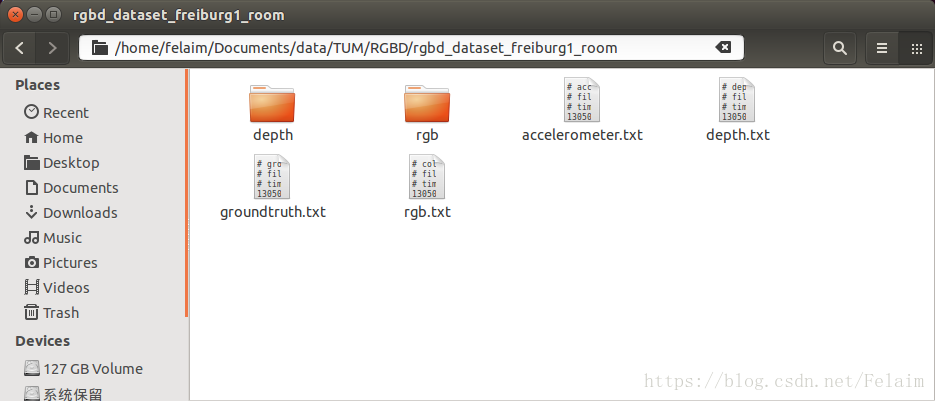 rgbd_dataset_freiburg1_room
/home/felaim/Documents/data/TUM/RGBD/rgbd_dataset_freiburg1_room
Places
Recent
Home
Desktop
Documents
Downloads
Music
Pictures
Videos
Trash
Devices
127 GB Volume
系统保留
depth
rgb
# acc
# fil
# tim
13050
accelerometer.txt
# dep
# fil
# tim
13050
depth.txt
# gro
# fil
# tim
13050
groundtruth.txt
# col
# fil
# tim
13050
rgb.txt
https://blog.csdn.net/Felaim